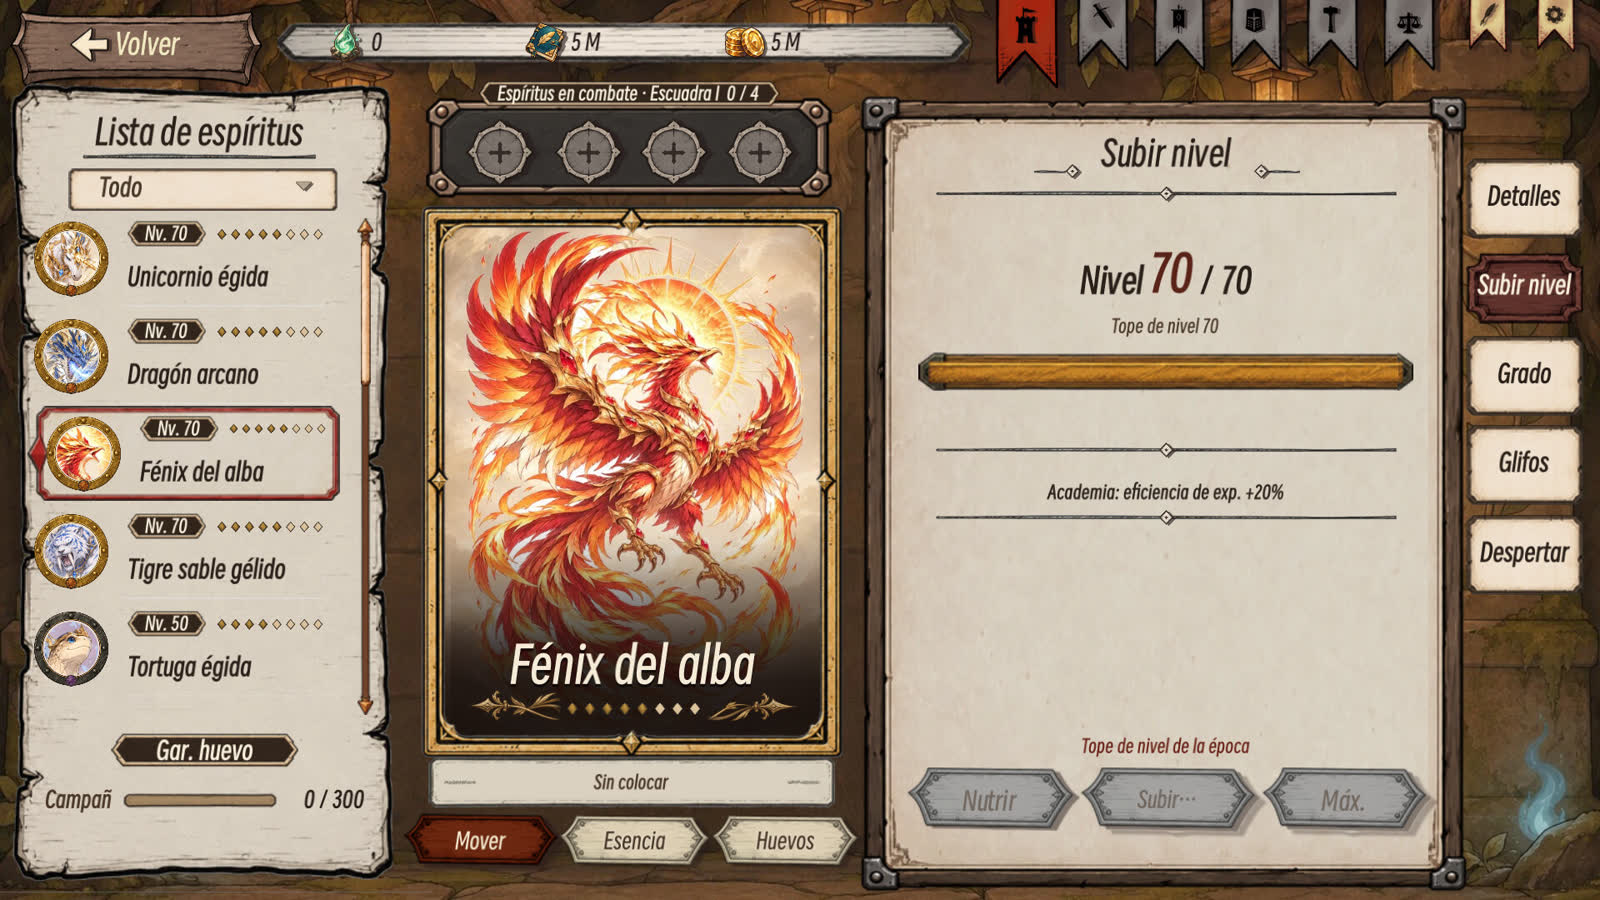 Volver
0
5 M
5 M
Lista de espíritus
Todo
Nv. 70
Unicornio égida
Nv. 70
Dragón arcano
Nv. 70
Fénix del alba
Nv. 70
Tigre sable gélido
Nv. 50
Tortuga égida
Gar. huevo
Campañ 0 / 300
Espíritus en combate · Escuadra I 0 / 4
Fénix del alba
Sin colocar
Mover
Esencia
Huevos
Subir nivel
Nivel 70 / 70
Tope de nivel 70
Academia: eficiencia de exp. +20%
Tope de nivel de la época
Nutrir
Subir···
Máx.
Detalles
Subir nivel
Grado
Glifos
Despertar